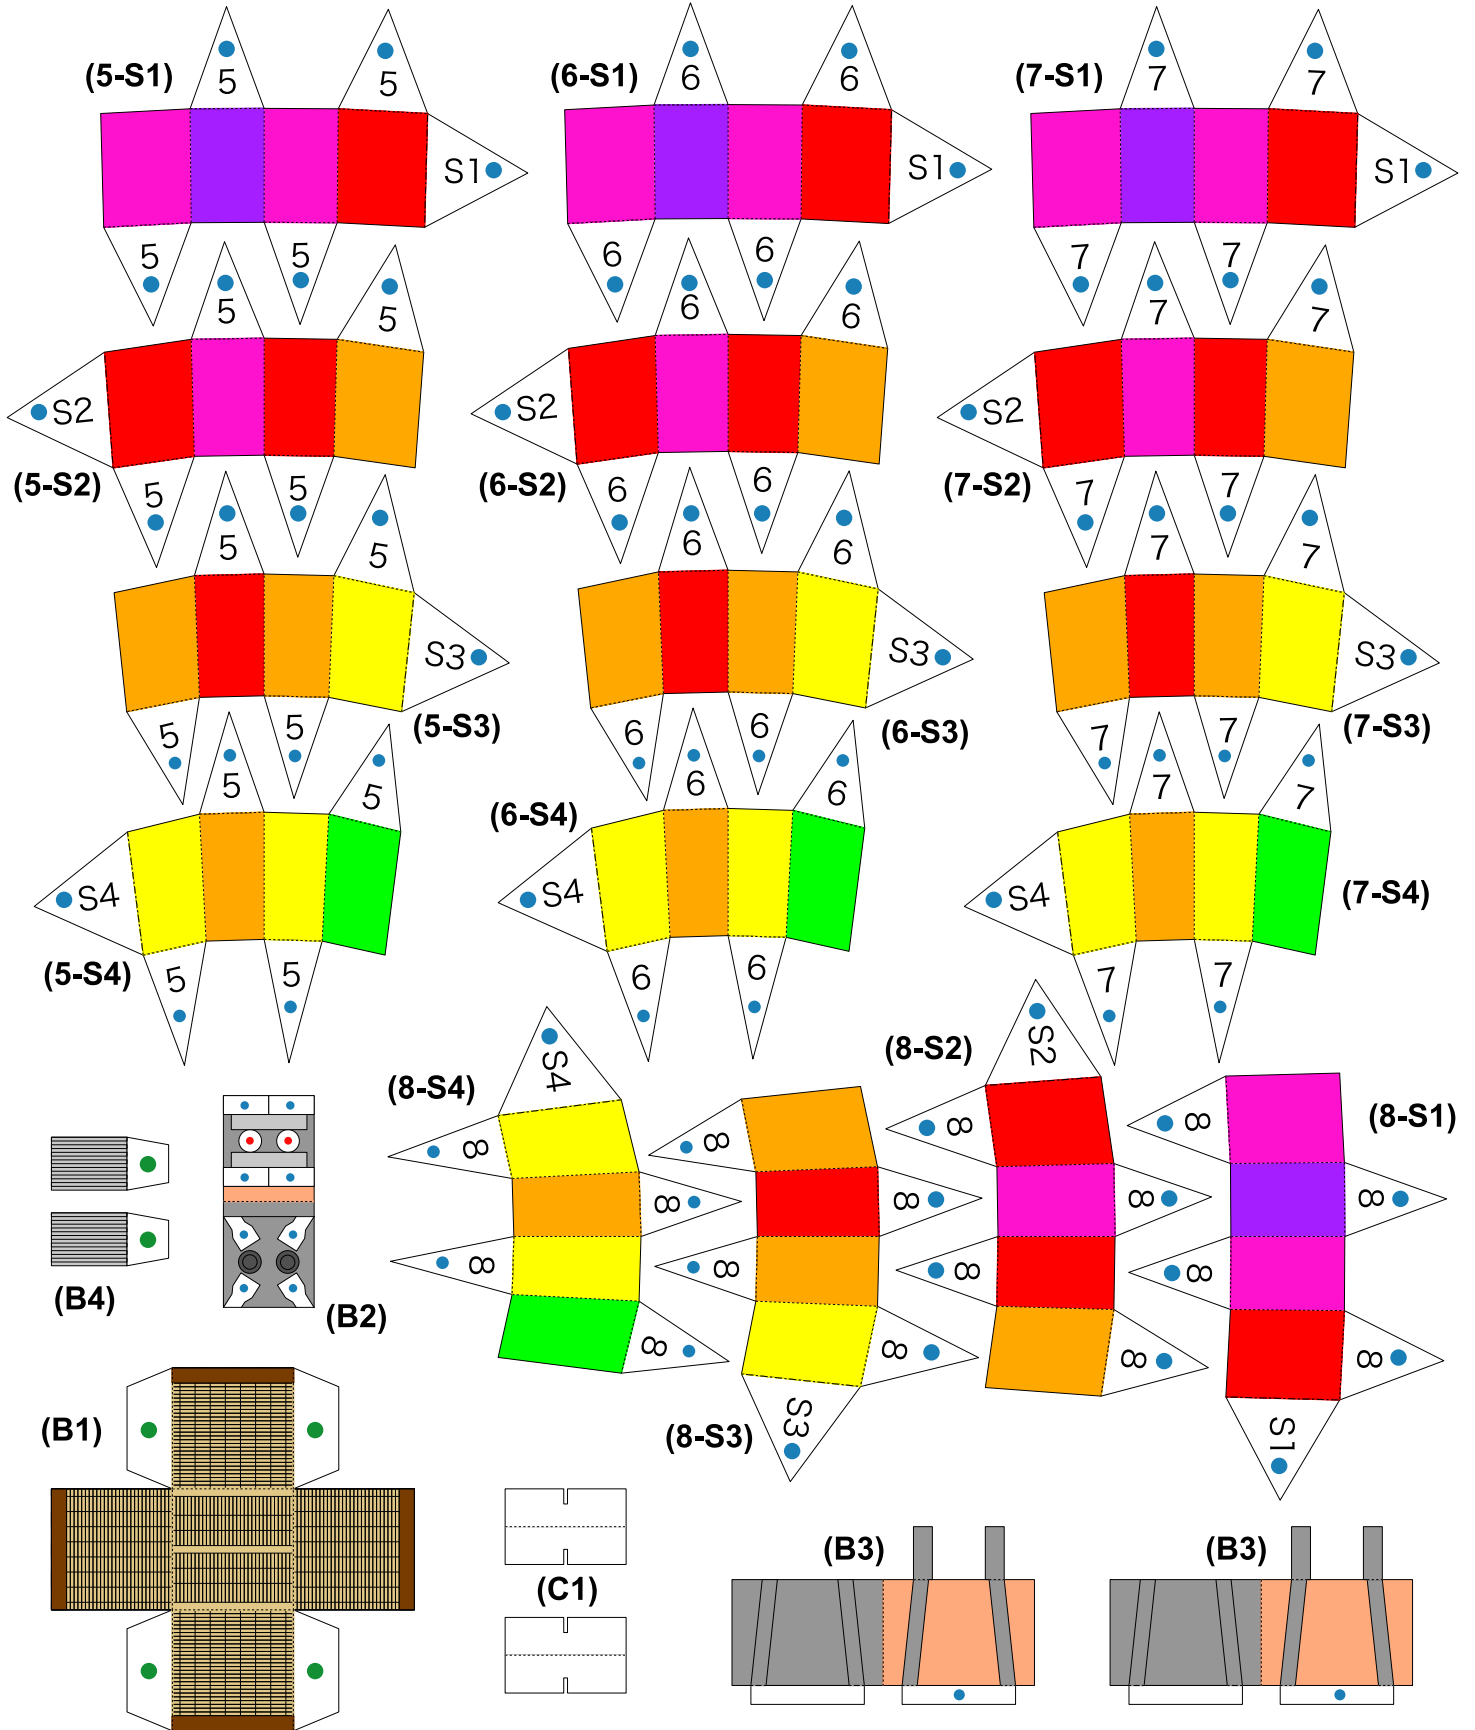 (5-S1) 5 5 S1 5 5
(6-S1) 6 6 S1 6 6
(7-S1) 7 7 S1 7 7
5 5 S2 (5-S2) 5 5
6 6 S2 (6-S2) 6 6
7 7 S2 (7-S2) 7 7
5 5 S3 (5-S3) 5 5
6 6 S3 (6-S3) 6 6
7 7 S3 (7-S3) 7 7
5 5 S4 (5-S4) 5 5
(6-S4) 6 6 S4 6 6
7 7 S4 (7-S4) 7 7
(8-S4) S4 8 8 8 8
8 8 8 8 (8-S3) S3
(8-S2) S2 8 8 8 8
(8-S1) 8 8 8 8 S1
(B4)
(B2)
(B1)
(C1)
(B3)
(B3)